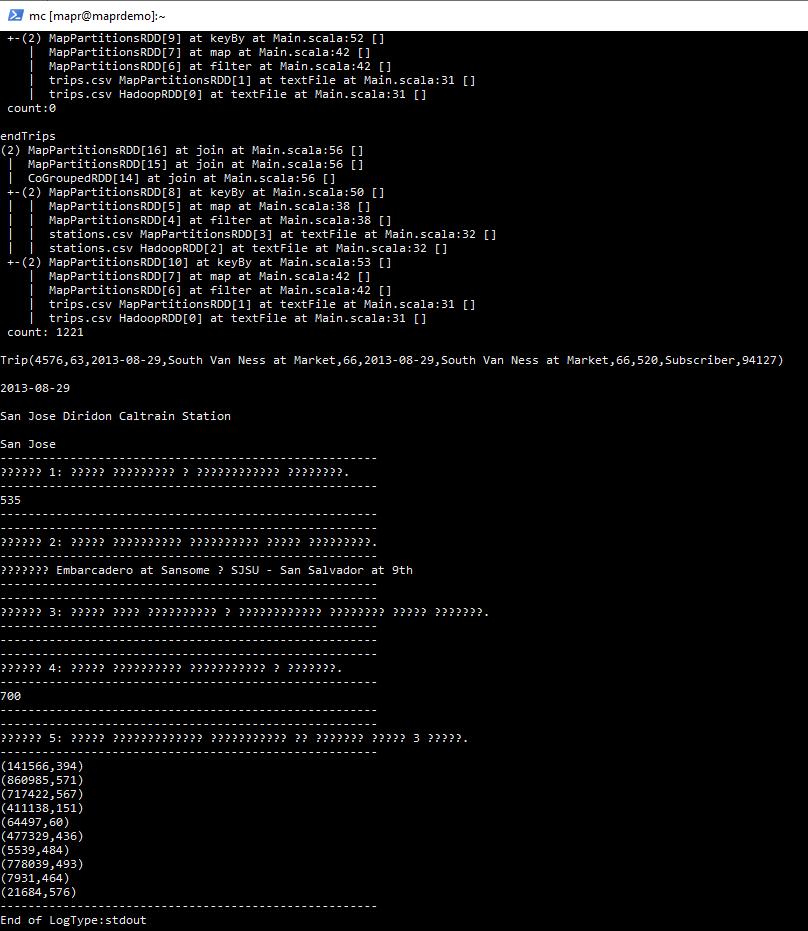 mc [mapr@maprdemo]:~
 +-(2) MapPartitionsRDD[9] at keyBy at Main.scala:52 []
    |  MapPartitionsRDD[7] at map at Main.scala:42 []
    |  MapPartitionsRDD[6] at filter at Main.scala:42 []
    |  trips.csv MapPartitionsRDD[1] at textFile at Main.scala:31 []
    |  trips.csv HadoopRDD[0] at textFile at Main.scala:31 []
 count:0
endTrips
(2) MapPartitionsRDD[16] at join at Main.scala:56 []
 |  MapPartitionsRDD[15] at join at Main.scala:56 []
 |  CoGroupedRDD[14] at join at Main.scala:56 []
 +-(2) MapPartitionsRDD[8] at keyBy at Main.scala:50 []
 |  |  MapPartitionsRDD[5] at map at Main.scala:38 []
 |  |  MapPartitionsRDD[4] at filter at Main.scala:38 []
 |  |  stations.csv MapPartitionsRDD[3] at textFile at Main.scala:32 []
 |  |  stations.csv HadoopRDD[2] at textFile at Main.scala:32 []
 +-(2) MapPartitionsRDD[10] at keyBy at Main.scala:53 []
    |  MapPartitionsRDD[7] at map at Main.scala:42 []
    |  MapPartitionsRDD[6] at filter at Main.scala:42 []
    |  trips.csv MapPartitionsRDD[1] at textFile at Main.scala:31 []
    |  trips.csv HadoopRDD[0] at textFile at Main.scala:31 []
 count: 1221
Trip(4576,63,2013-08-29,South Van Ness at Market,66,2013-08-29,South Van Ness at Market,66,520,Subscriber,94127)
2013-08-29
San Jose Diridon Caltrain Station
San Jose
------------------------------------------------------
?????? 1: ????? ????????? ? ???????????? ????????.
------------------------------------------------------
535
------------------------------------------------------
------------------------------------------------------
?????? 2: ????? ?????????? ?????????? ????? ?????????.
------------------------------------------------------
??????? Embarcadero at Sansome ? SJSU - San Salvador at 9th
------------------------------------------------------
------------------------------------------------------
?????? 3: ????? ???? ?????????? ? ???????????? ???????? ????? ???????.
------------------------------------------------------
------------------------------------------------------
------------------------------------------------------
?????? 4: ????? ?????????? ??????????? ? ???????.
------------------------------------------------------
700
------------------------------------------------------
------------------------------------------------------
?????? 5: ????? ????????????? ??????????? ?? ??????? ????? 3 ?????.
------------------------------------------------------
(141566,394)
(860985,571)
(717422,567)
(411138,151)
(64497,60)
(477329,436)
(5539,484)
(778039,493)
(7931,464)
(21684,576)
------------------------------------------------------
End of LogType:stdout